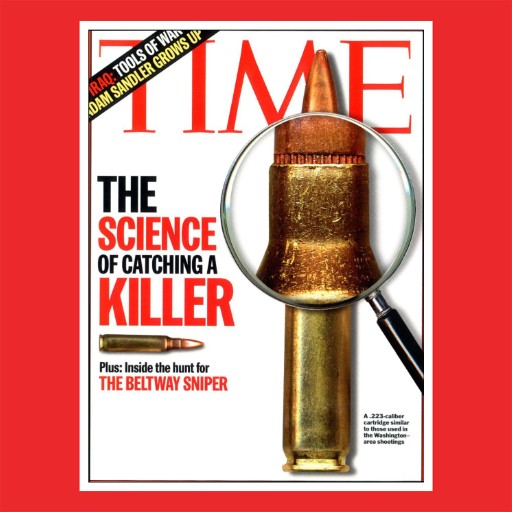 IRAQ: TOOLS OF WAR
ADAM SANDLER GROWS UP
TIME
THE
SCIENCE
OF CATCHING A
KILLER
Plus: Inside the hunt for
THE BELTWAY SNIPER
A .223-caliber
cartridge similar
to those used in
the Washington–
area shootings